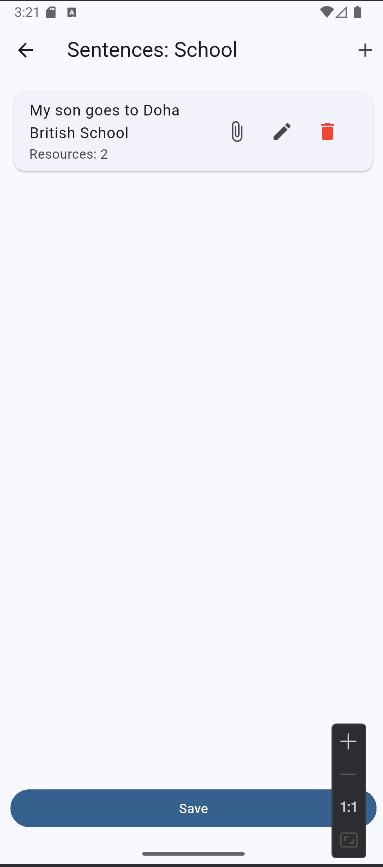 3:21 A
Sentences: School
My son goes to Doha
British School
Resources: 2
Save
1:1